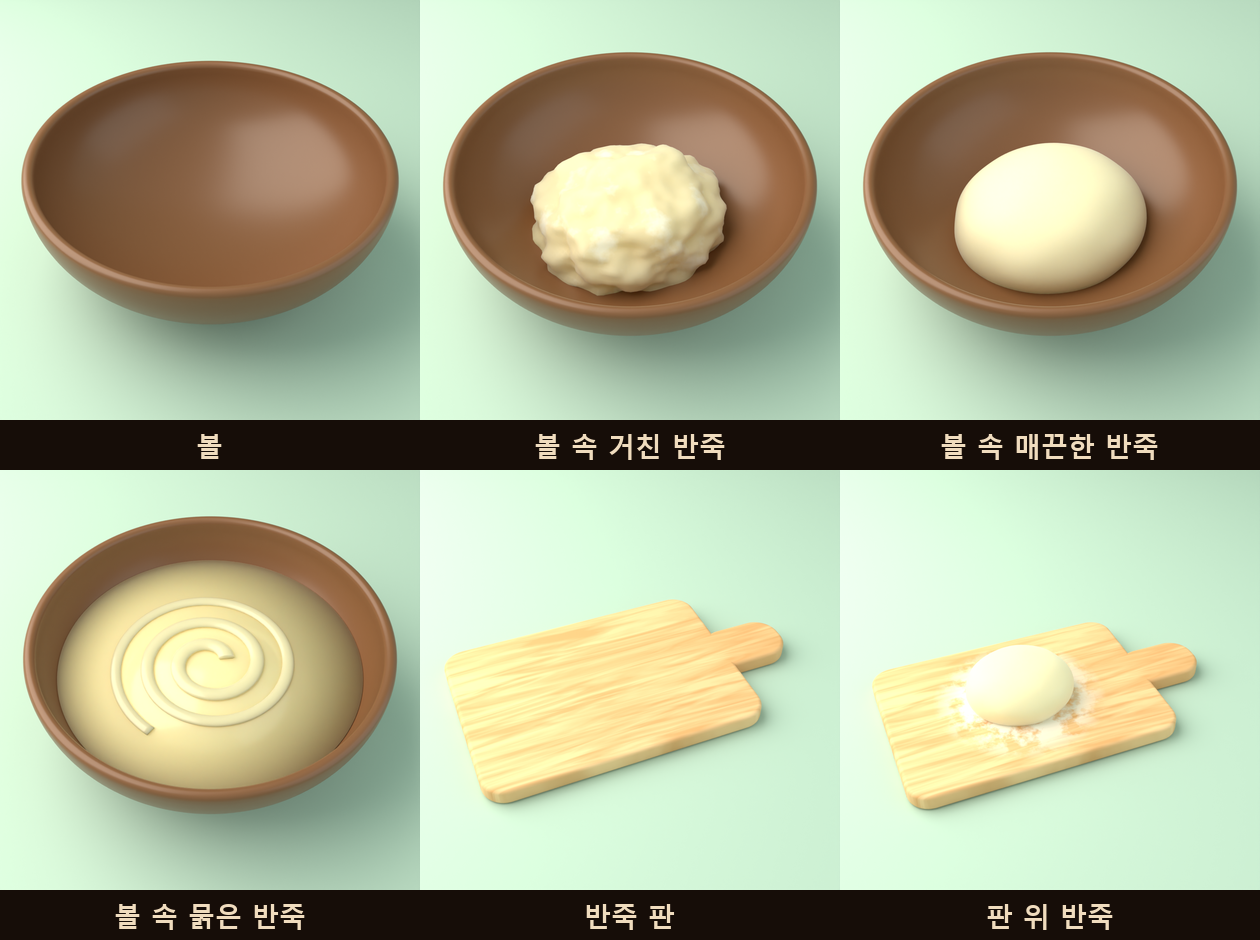 볼
볼 속 거친 반죽
볼 속 매끈한 반죽
볼 속 묽은 반죽
반죽 판
판 위 반죽